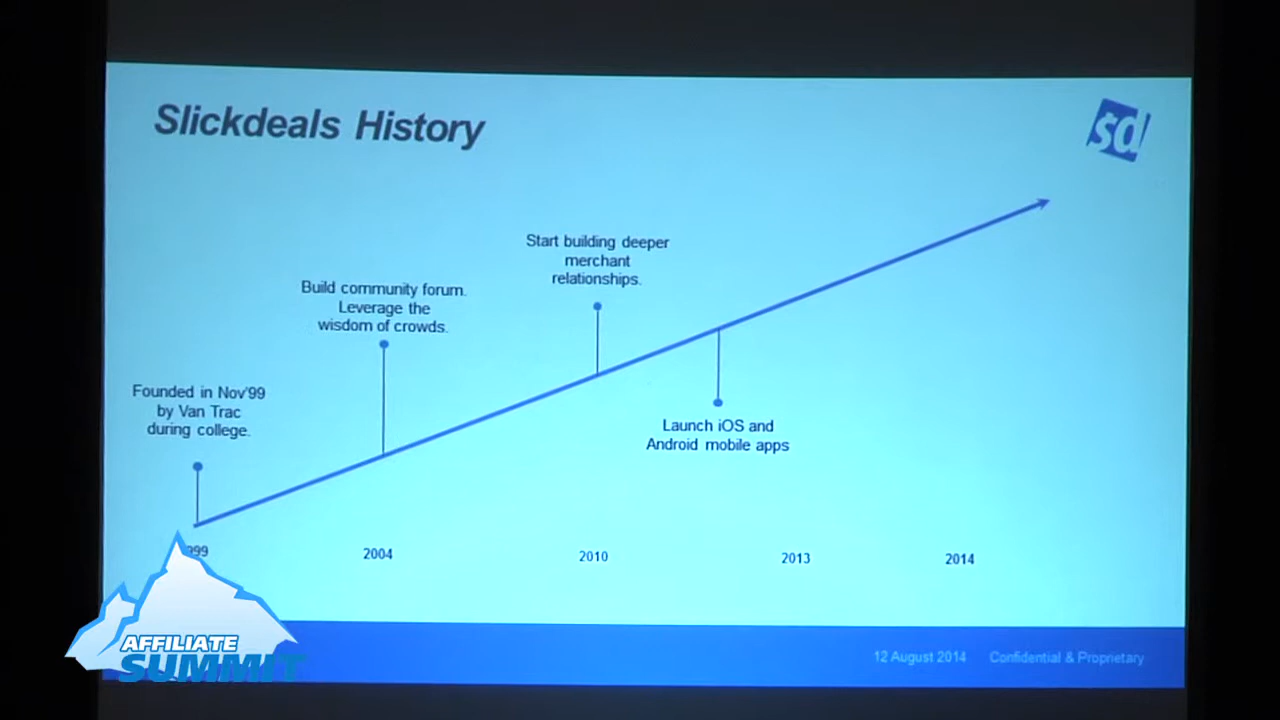 Slickdeals History
sd
Start building deeper
merchant
relationships.
Build community forum.
Leverage the
wisdom of crowds.
Founded in Nov'99
by Van Trac
during college.
Launch iOS and
Android mobile apps
999
2004
2010
2013
2014
AFFILIATE
SUMMIT
12 August 2014
Confidential & Proprietary